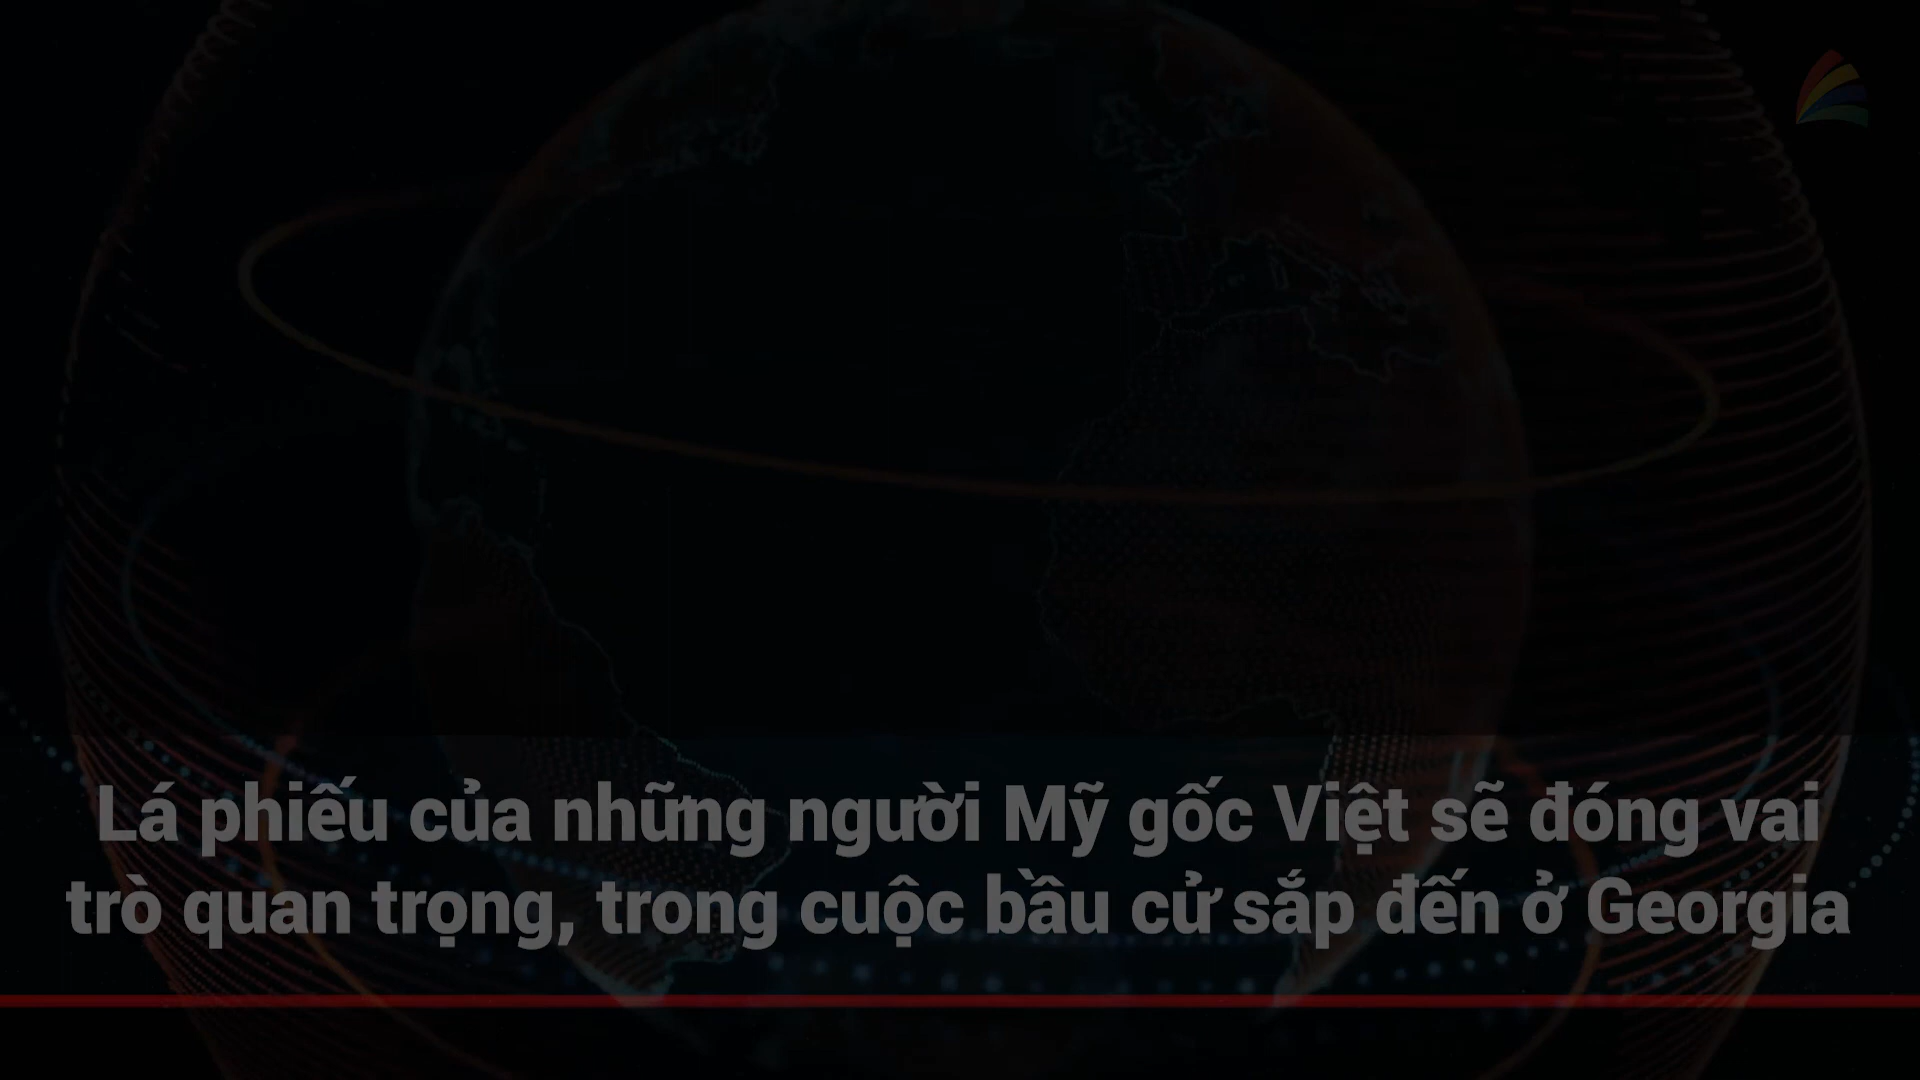 Lá phiếu của những người Mỹ gốc Việt sẽ đóng vai
trò quan trọng, trong cuộc bầu cử sắp đến ở Georgia